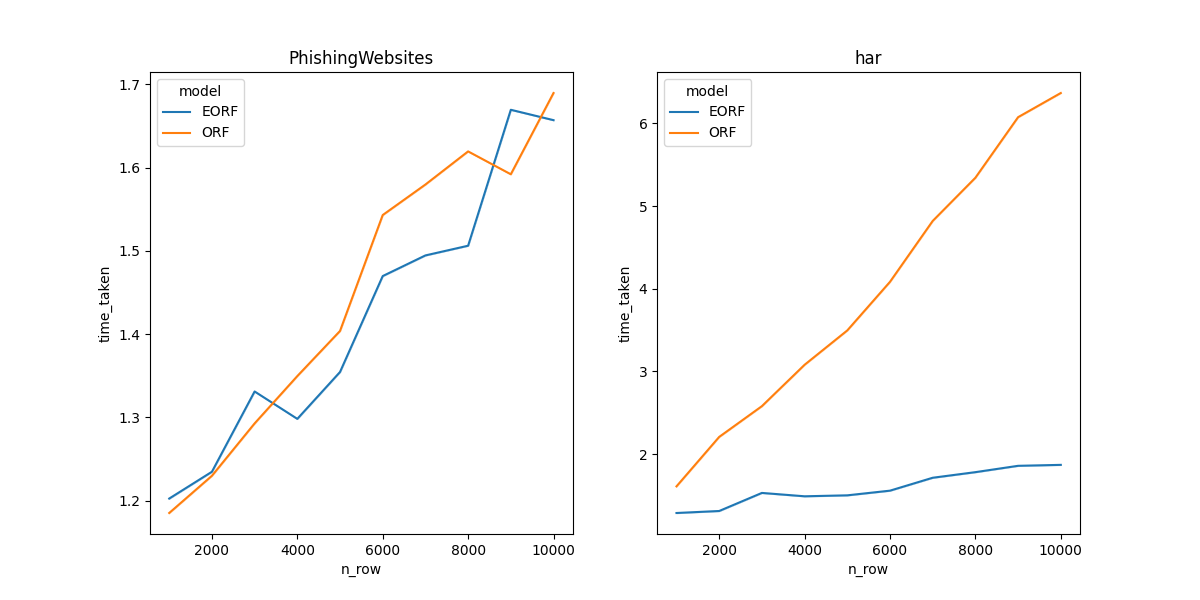 PhishingWebsites
model
EORF
ORF
1.7
1.6
1.5
1.4
1.3
1.2
time_taken
2000 4000 6000 8000 10000
n_row
har
model
EORF
ORF
6
5
4
3
2
time_taken
2000 4000 6000 8000 10000
n_row